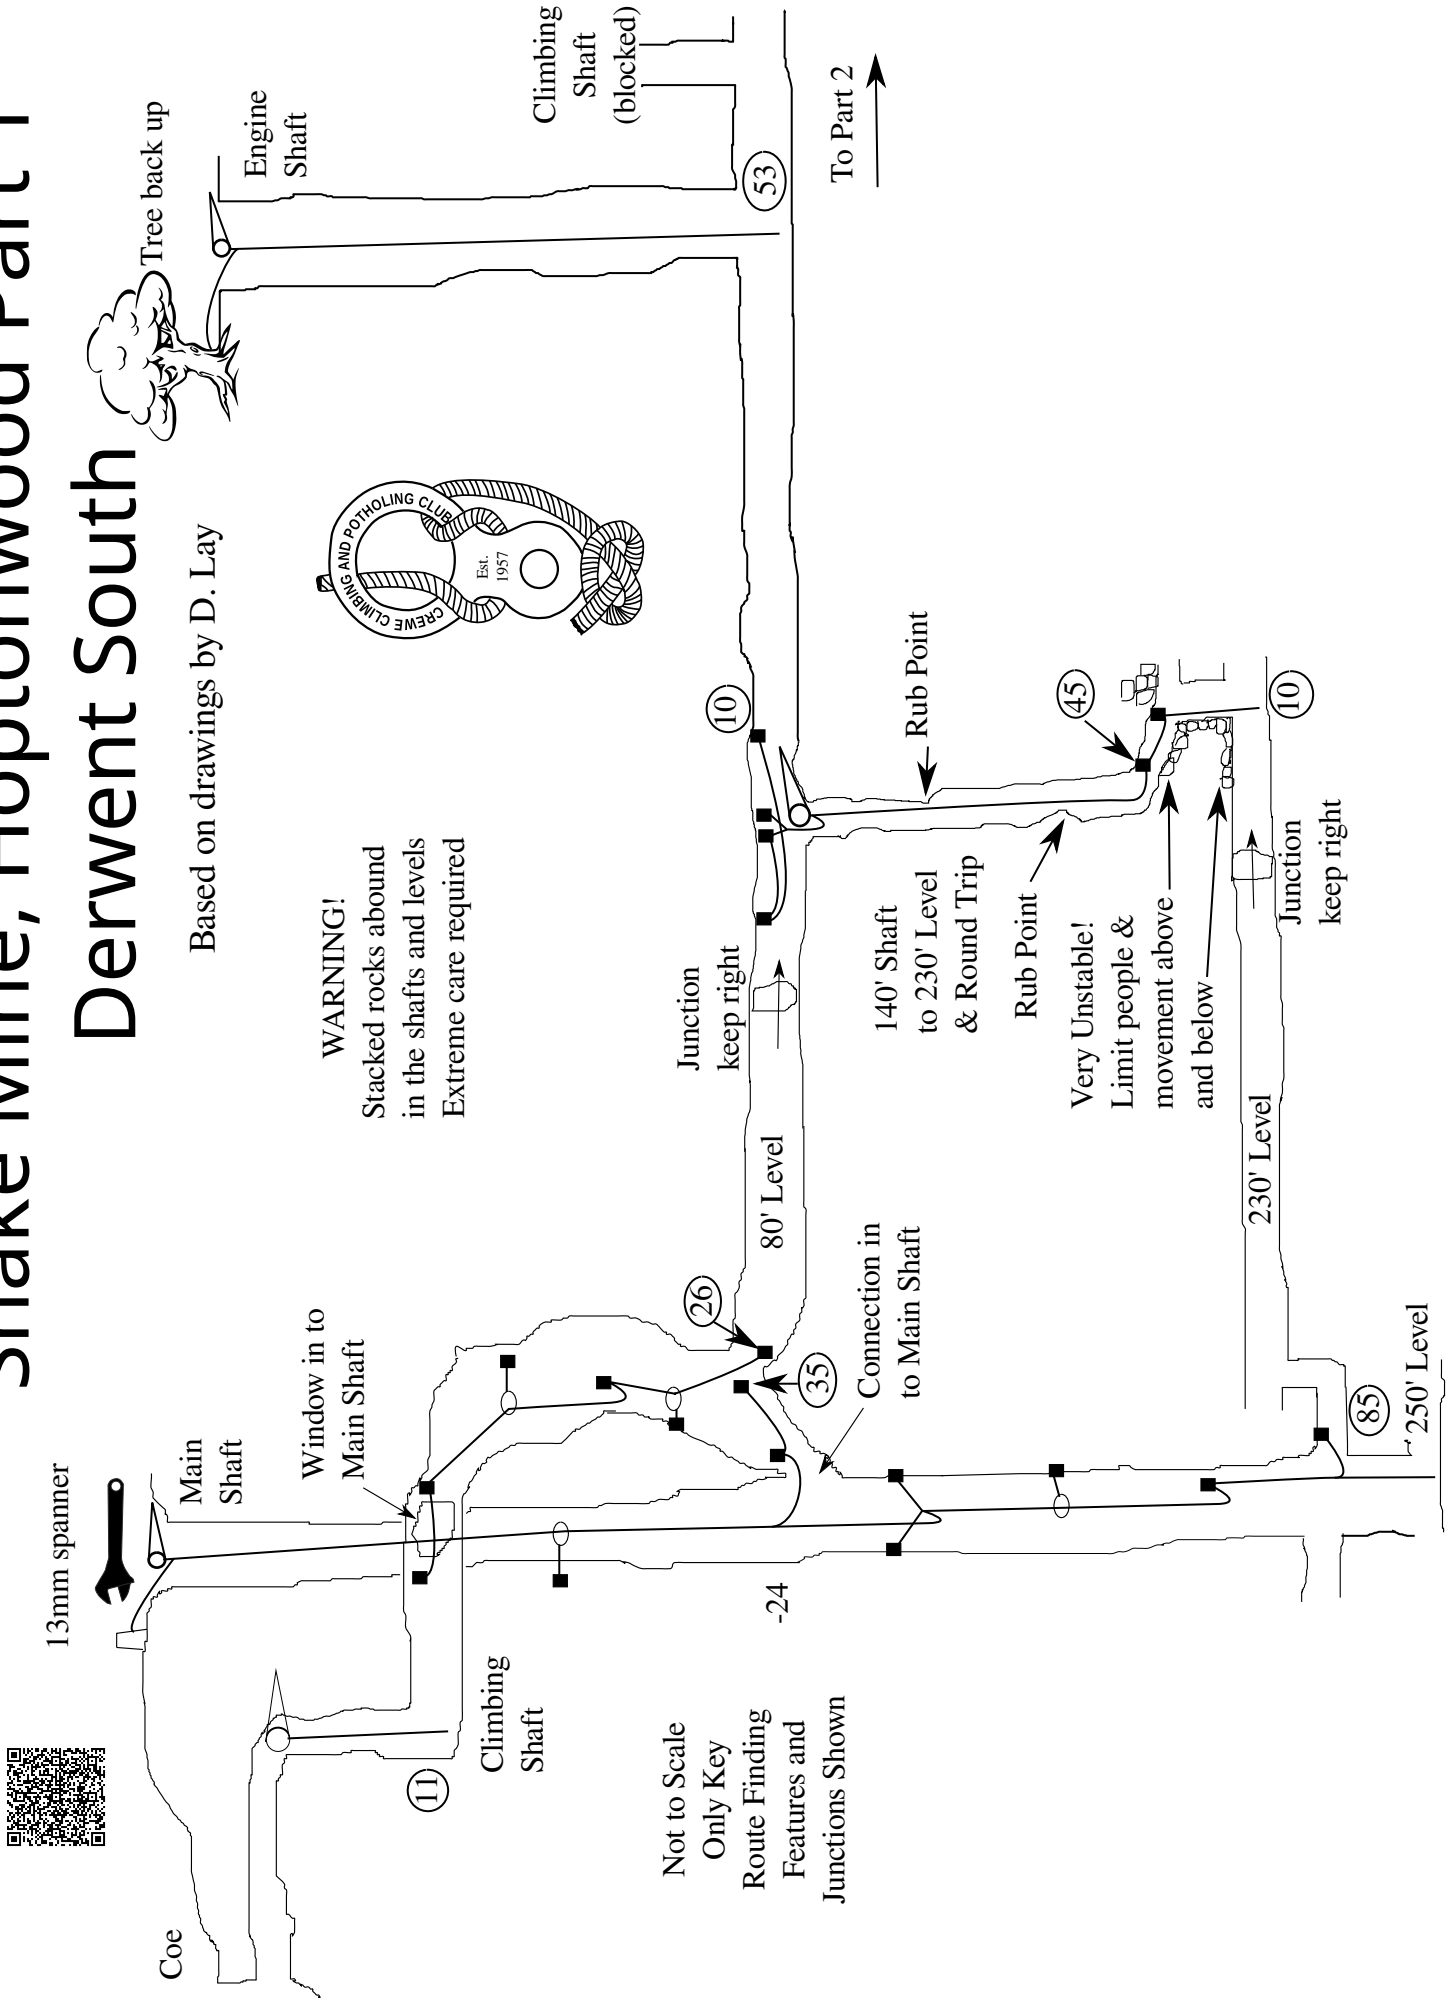 Snake Mine, Hoptonwood Part 1
Derwent South
Based on drawings by D. Lay
13mm spanner
Coe
Main
Shaft
Window in to
Main Shaft
WARNING!
Stacked rocks abound
in the shafts and levels
Extreme care required
CREWE CLIMBING AND POTHOLING CLUB
Est.
1957
Tree back up
Engine
Shaft
Climbing
Shaft
(blocked)
11
Climbing
Shaft
Not to Scale
Only Key
Route Finding
Features and
Junctions Shown
-24
26
35
Connection in
to Main Shaft
80' Level
Junction
keep right
10
53
To Part 2
140' Shaft
to 230' Level
& Round Trip
Rub Point
Rub Point
Very Unstable!
Limit people &
movement above
and below
45
10
230' Level
Junction
keep right
85
250' Level